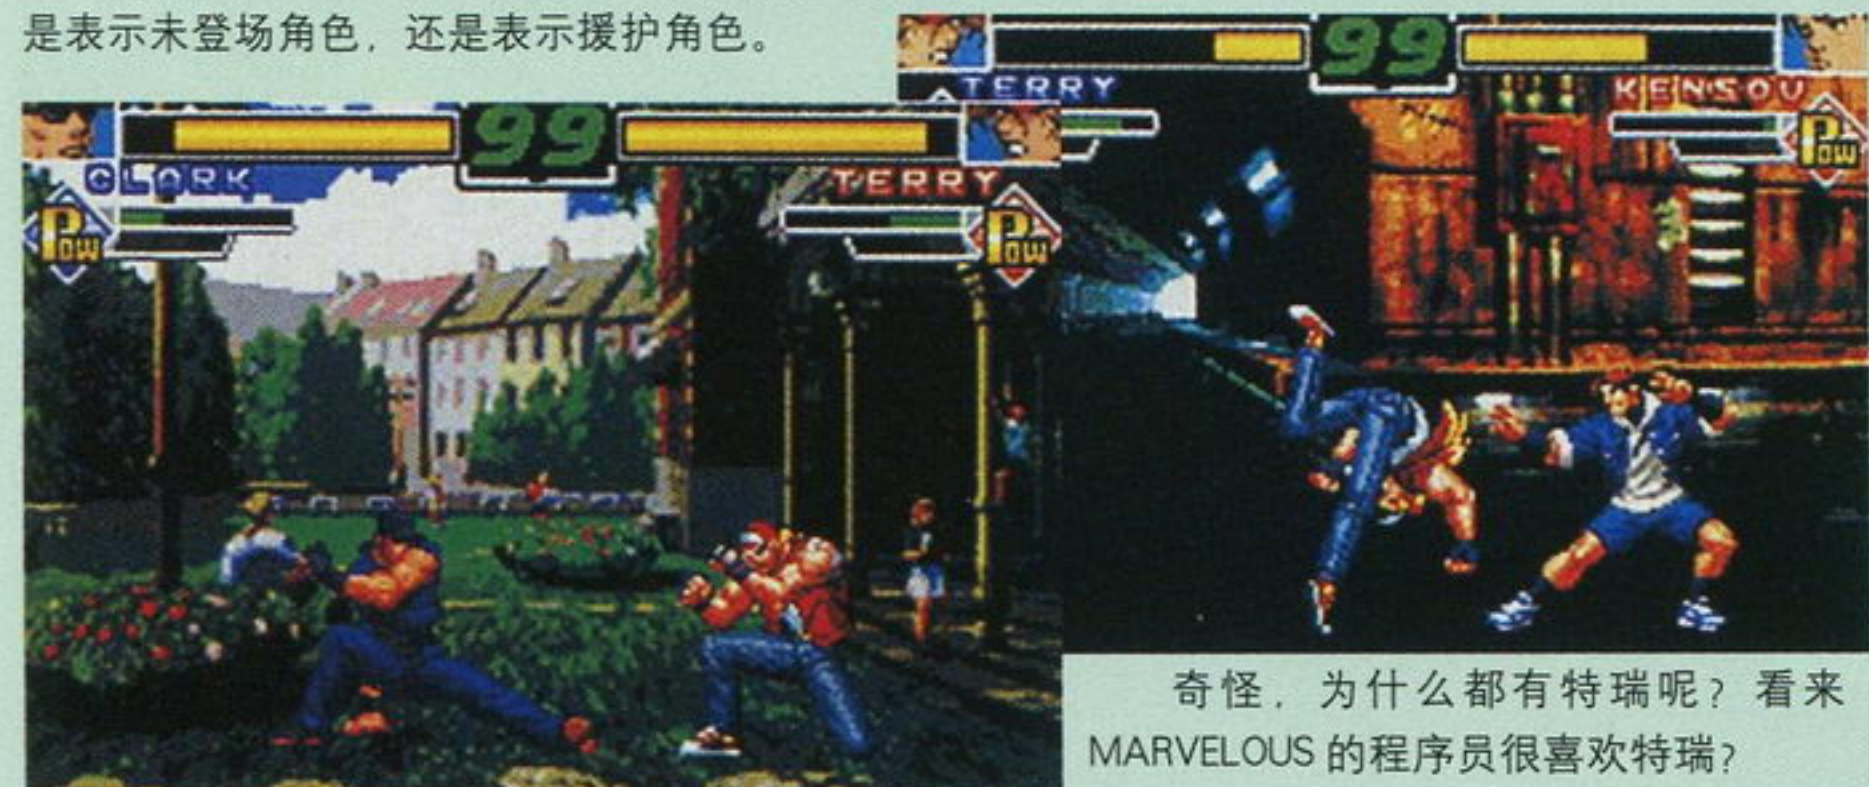 是表示未登场角色，还是表示援护角色。
99
TERRY
KENSOU
POW
99
CLARK
TERRY
POW
POW
奇怪，为什么都有特瑞呢？看来
MARVELOUS 的程序员很喜欢特瑞？